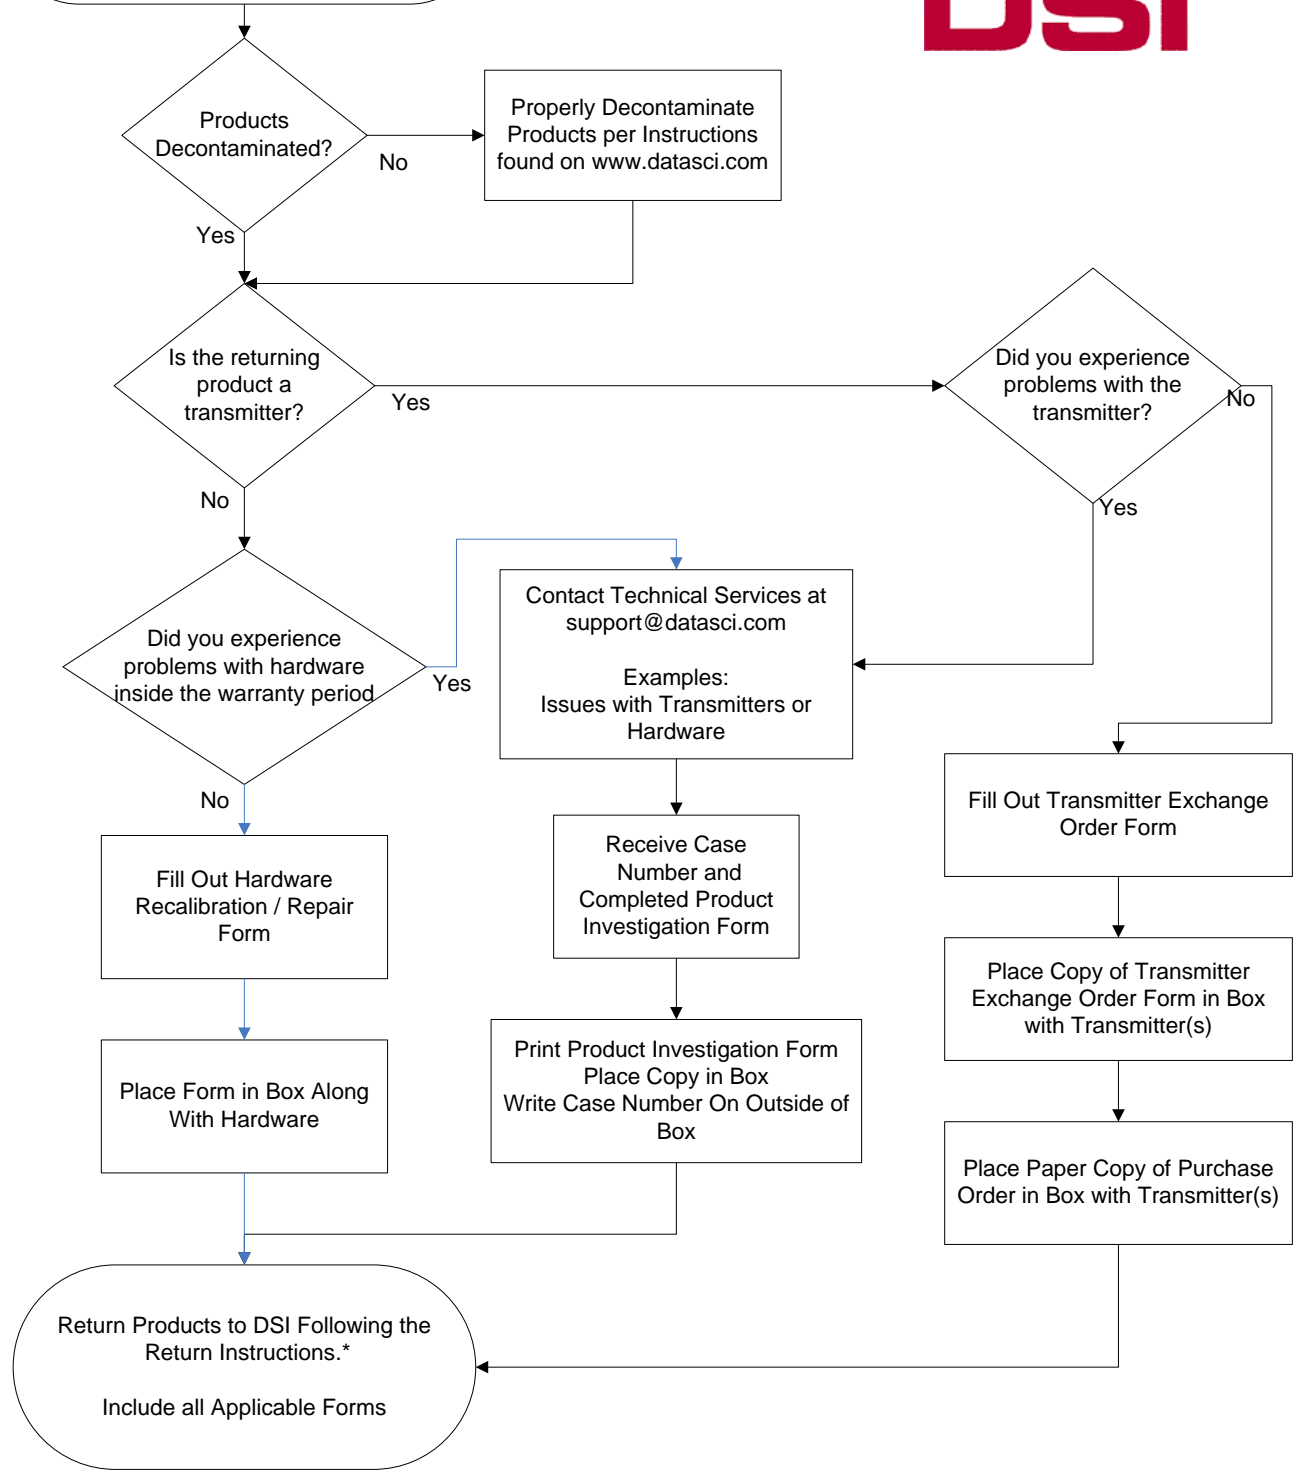 DSI
Products
Decontaminated?
No
Yes
Properly Decontaminate
Products per Instructions
found on www.datasci.com
Is the returning
product a
transmitter?
Yes
No
Did you experience
problems with the
transmitter?
No
Yes
Did you experience
problems with hardware
inside the warranty period
Yes
No
Contact Technical Services at
support@datasci.com
Examples:
Issues with Transmitters or
Hardware
Fill Out Transmitter Exchange
Order Form
Fill Out Hardware
Recalibration / Repair
Form
Receive Case
Number and
Completed Product
Investigation Form
Place Copy of Transmitter
Exchange Order Form in Box
with Transmitter(s)
Place Form in Box Along
With Hardware
Print Product Investigation Form
Place Copy in Box
Write Case Number On Outside of
Box
Place Paper Copy of Purchase
Order in Box with Transmitter(s)
Return Products to DSI Following the
Return Instructions.*
Include all Applicable Forms